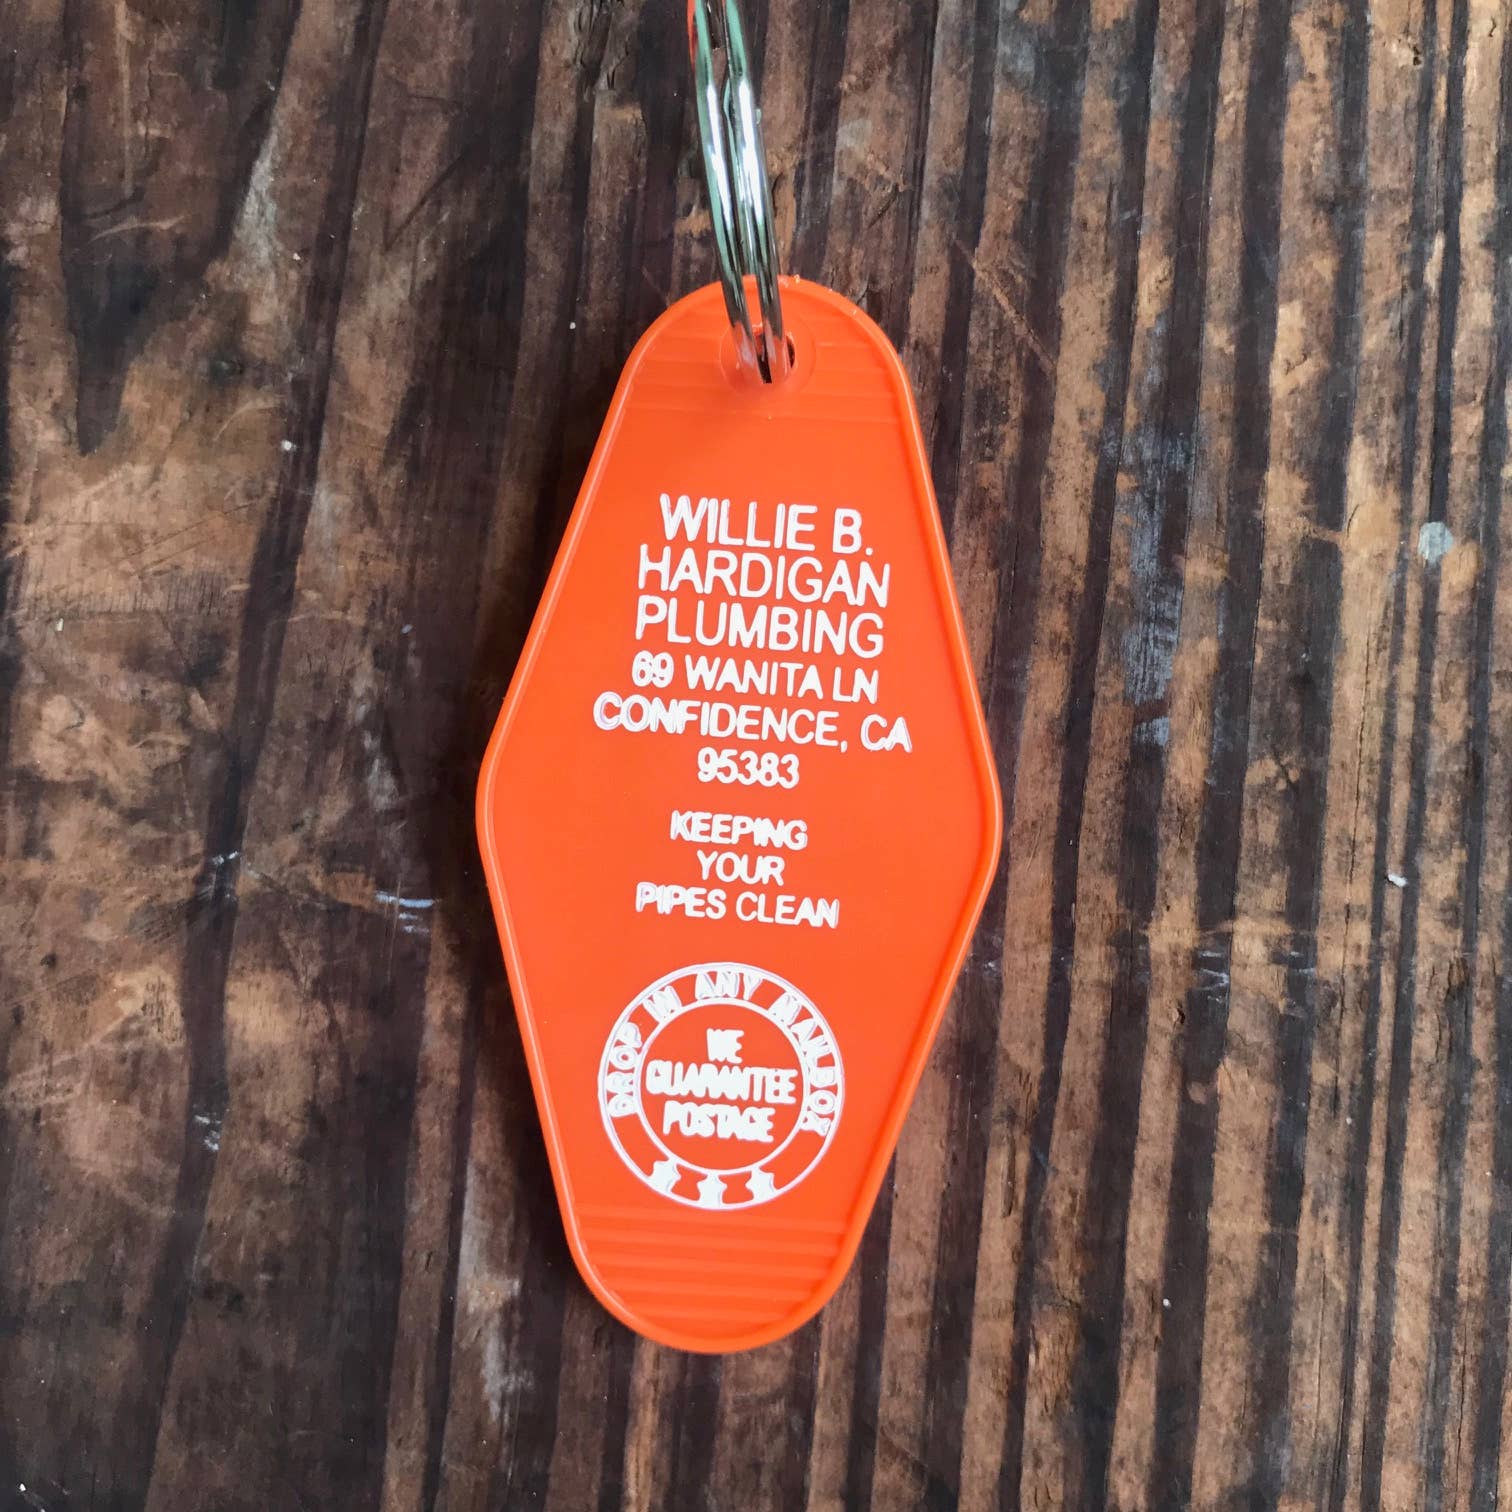 WILLIE B.
HARDIGAN
PLUMBING
69 WANITA LN
CONFIDENCE, CA
95383
KEEPING
YOUR
PIPES CLEAN
DROP IN ANY MAILBOX
WE
GUARANTEE
POSTAGE